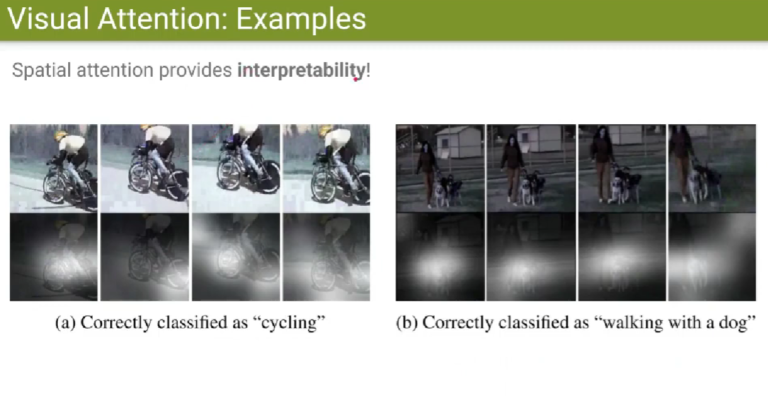 Visual Attention: Examples
Spatial attention provides interpretability!
(a) Correctly classified as “cycling”
(b) Correctly classified as “walking with a dog”